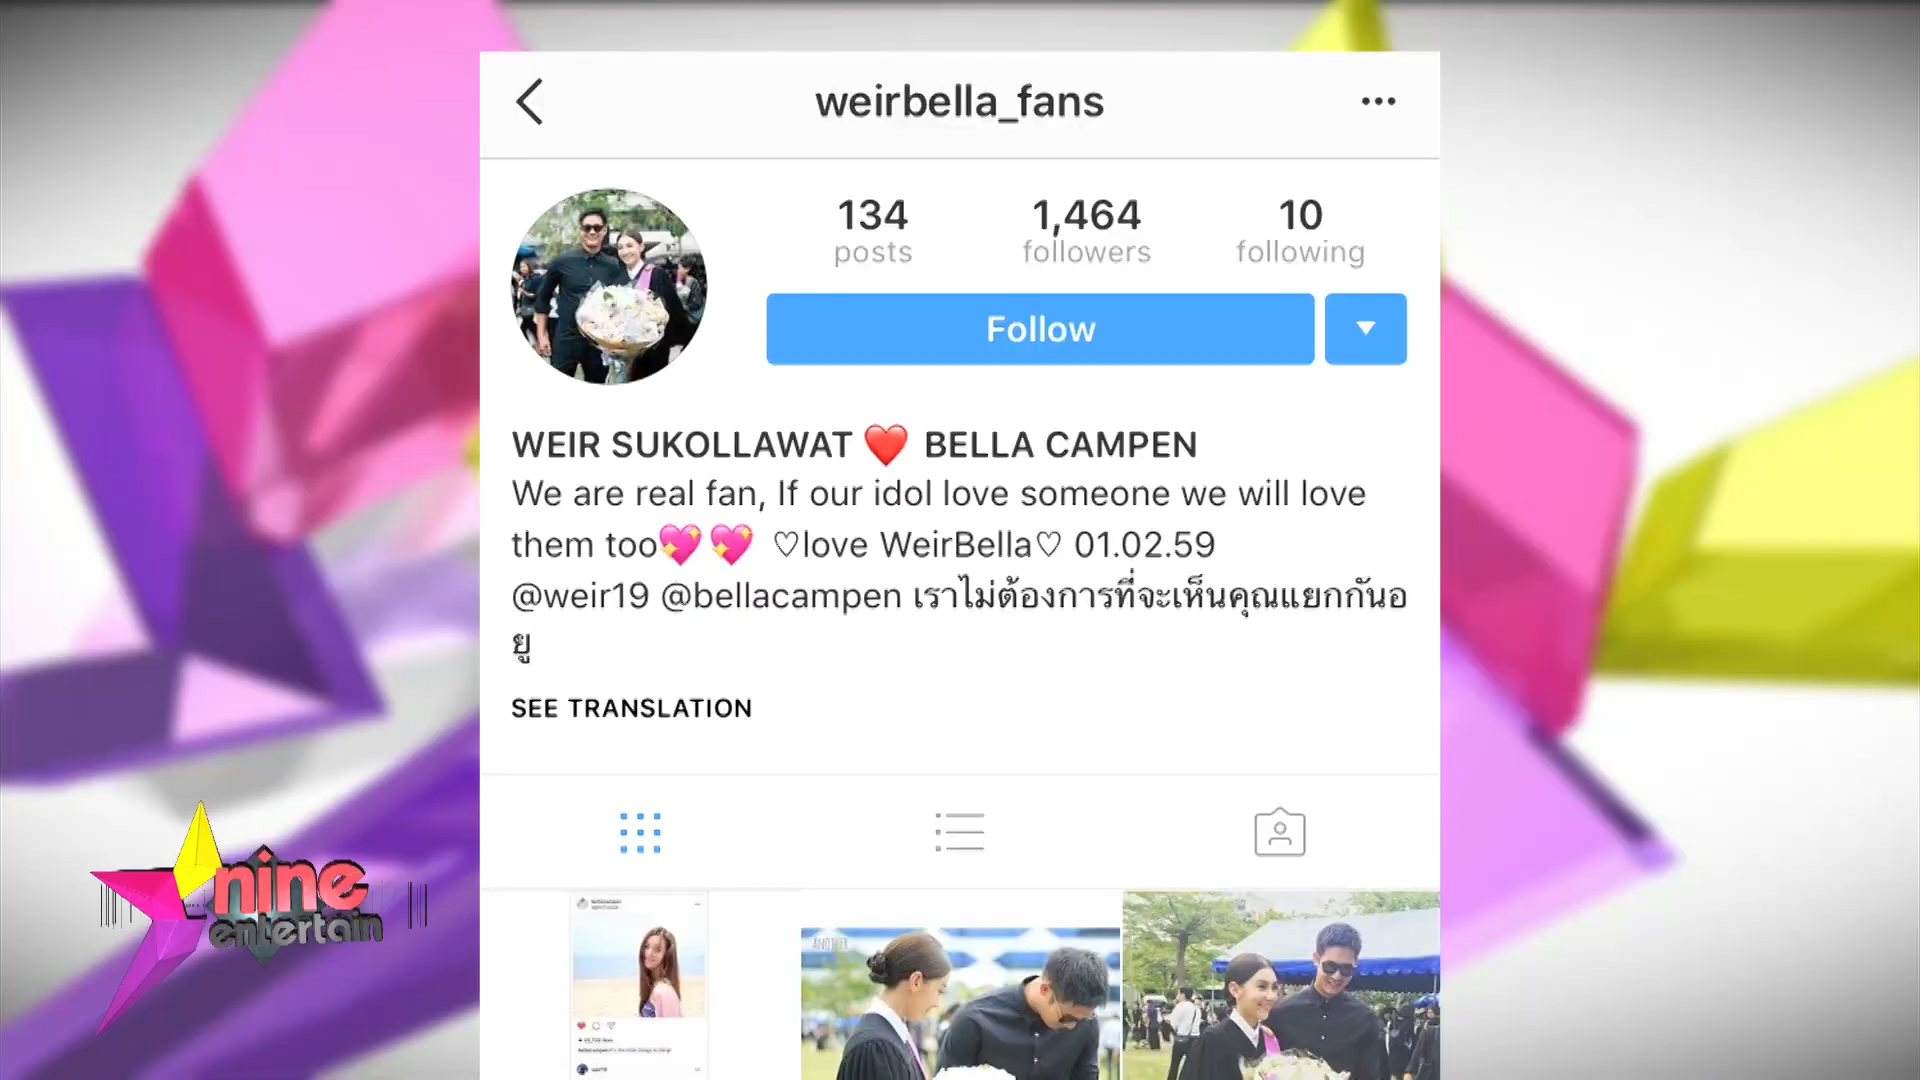 weirbella_fans
134
posts
1,464
followers
10
following
Follow
WEIR SUKOLLAWAT ❤️ BELLA CAMPEN
We are real fan, If our idol love someone we will love
them too💖💖 ♡love WeirBella♡ 01.02.59
@weir19 @bellacampen เราไม่ต้องการที่จะเห็นคุณแยกกันอ
ยู
SEE TRANSLATION
nine
entertain
ANOTHER